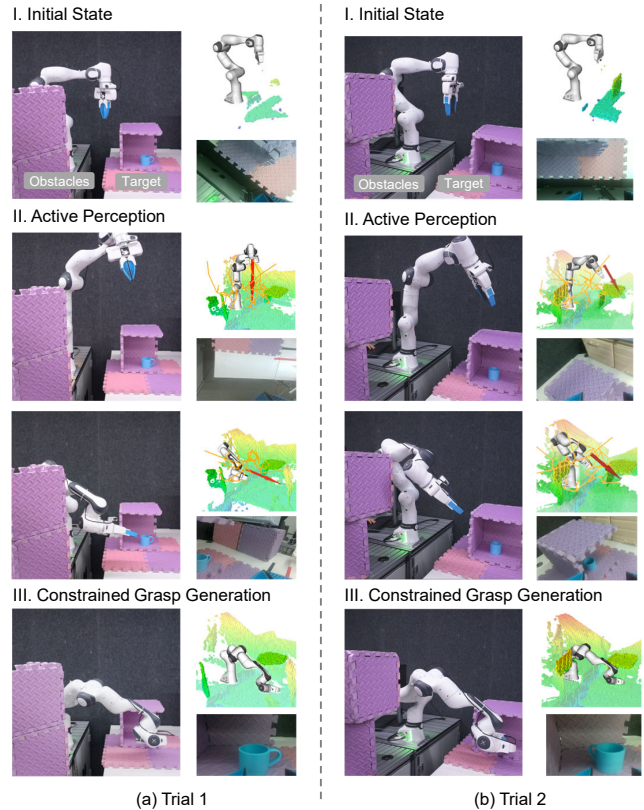 I. Initial State
Obstacles
Target
II. Active Perception
III. Constrained Grasp Generation
(a) Trial 1
I. Initial State
Obstacles
Target
II. Active Perception
III. Constrained Grasp Generation
(b) Trial 2